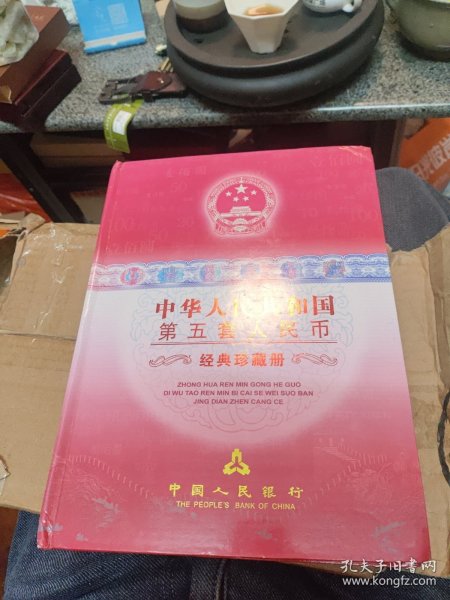 中华人民共和国
第五套人民币
经典珍藏册
ZHONG HUA REN MIN GONG HE GUO
DI WU TAO REN MIN BI CAI SE WEI SUO BAN
JING DIAN ZHEN CANG CE
中国人民银行
THE PEOPLE'S BANK OF CHINA
孔夫子旧书网
www.kongfz.com